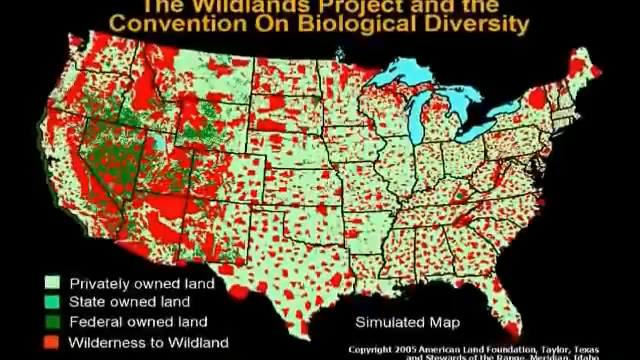 The Wildlands Project and the
Convention On Biological Diversity
Privately owned land
State owned land
Federal owned land
Wilderness to Wildland
Simulated Map
Copyright 2005 American Land Foundation, Taylor, Texas
and Stewards of the Range, Meridian, Idaho